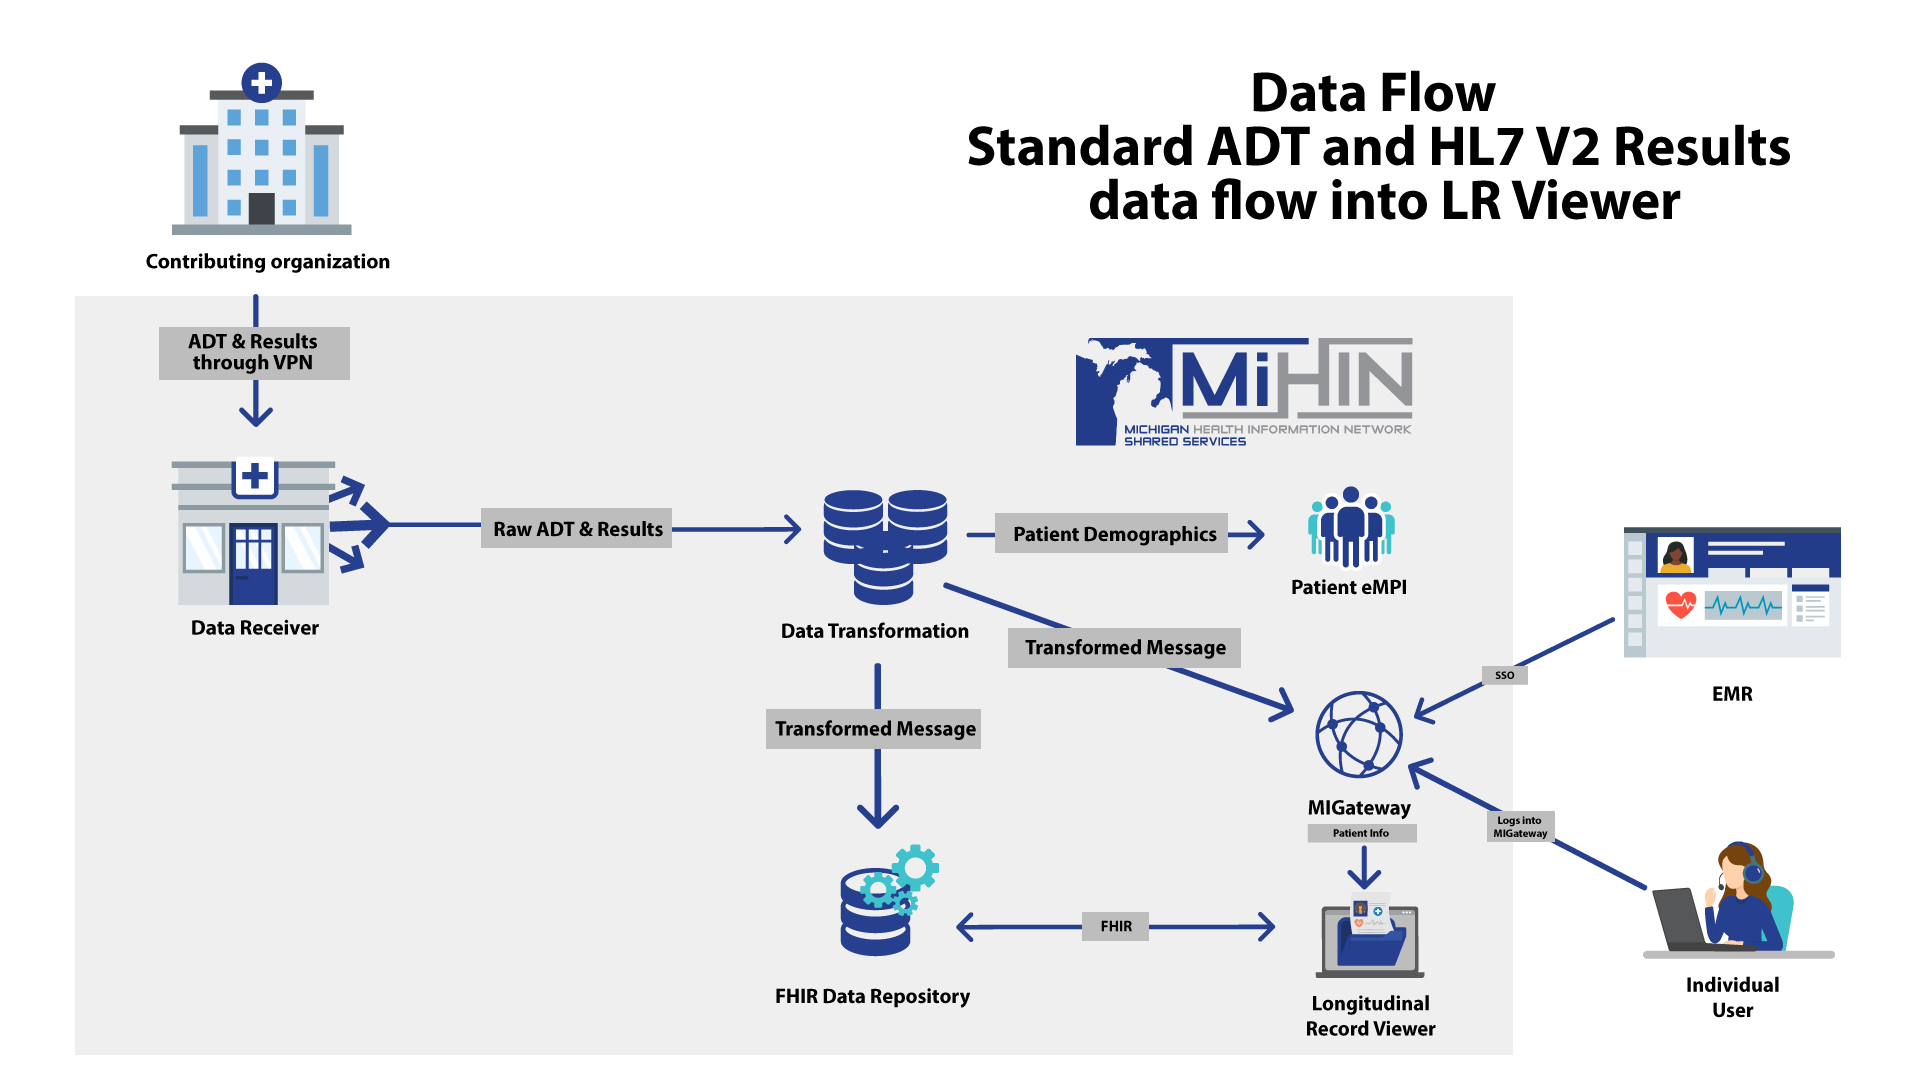 Data Flow
Standard ADT and HL7 V2 Results
data flow into LR Viewer
Contributing organization
ADT & Results
through VPN
MiHIN
MICHIGAN HEALTH INFORMATION NETWORK
SHARED SERVICES
Data Receiver
Raw ADT & Results
Data Transformation
Patient Demographics
Patient eMPI
Transformed Message
Transformed Message
SSO
EMR
MIGateway
Patient Info
Logs into
MIGateway
FHIR
FHIR Data Repository
Longitudinal
Record Viewer
Individual
User